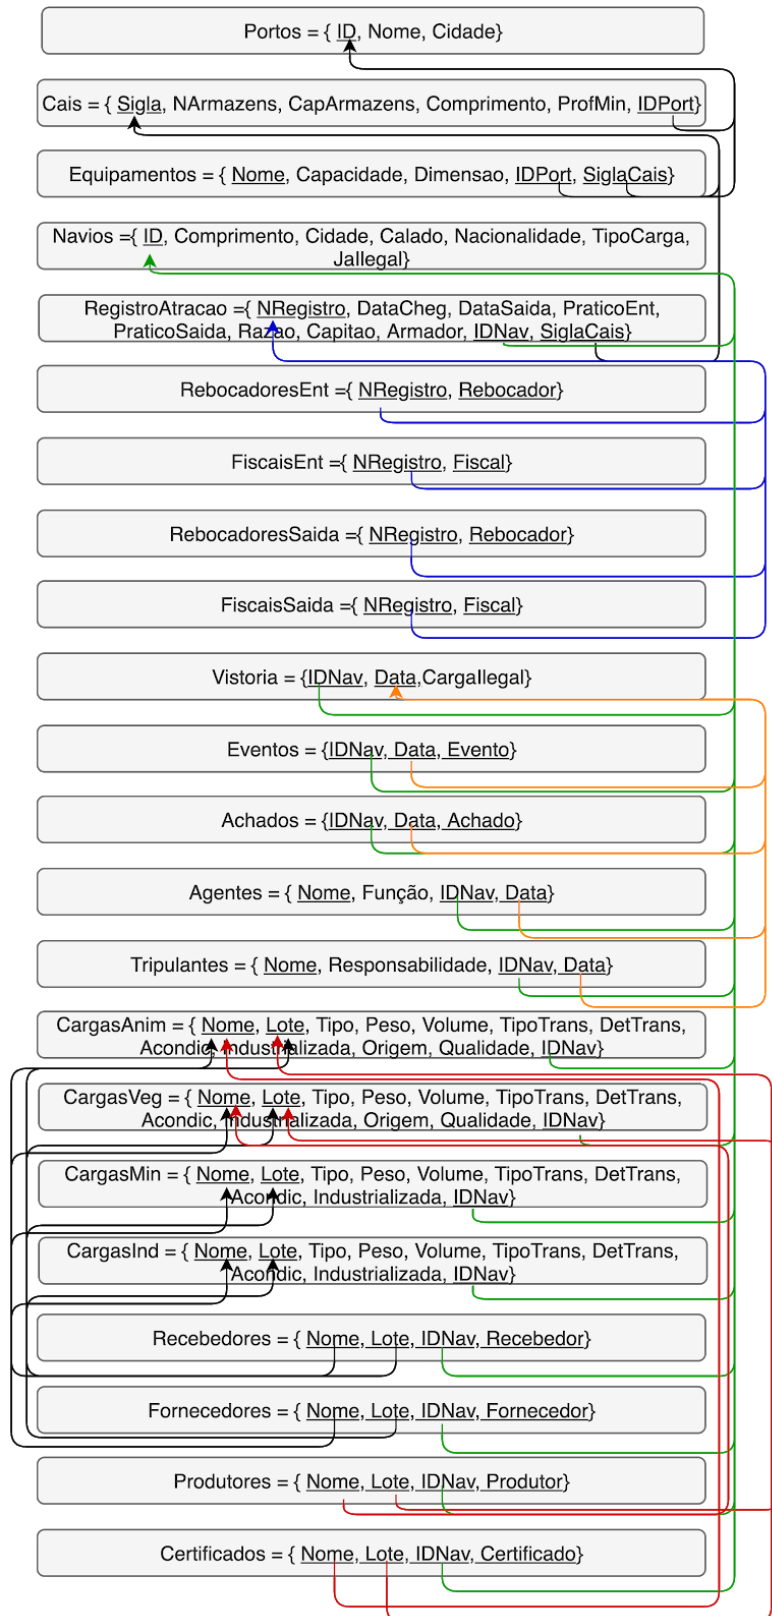 Portos = { ID, Nome, Cidade}
Cais = { Sigla, NArmazens, CapArmazens, Comprimento, ProfMin, IDPort}
Equipamentos = { Nome, Capacidade, Dimensao, IDPort, SiglaCais}
Navios ={ ID, Comprimento, Cidade, Calado, Nacionalidade, TipoCarga,
JaIlegal}
RegistroAtracao ={ NRegistro, DataCheg, DataSaida, PraticoEnt,
PraticoSaida, Razao, Capitao, Armador, IDNav, SiglaCais}
RebocadoresEnt ={ NRegistro, Rebocador}
FiscaisEnt ={ NRegistro, Fiscal}
RebocadoresSaida ={ NRegistro, Rebocador}
FiscaisSaida ={ NRegistro, Fiscal}
Vistoria = {IDNav, Data,CargaIlegal}
Eventos = {IDNav, Data, Evento}
Achados = {IDNav, Data, Achado}
Agentes = { Nome, Função, IDNav, Data}
Tripulantes = { Nome, Responsabilidade, IDNav, Data}
CargasAnim = { Nome, Lote, Tipo, Peso, Volume, TipoTrans, DetTrans,
Acondic, Industrializada, Origem, Qualidade, IDNav}
CargasVeg = { Nome, Lote, Tipo, Peso, Volume, TipoTrans, DetTrans,
Acondic, Industrializada, Origem, Qualidade, IDNav}
CargasMin = { Nome, Lote, Tipo, Peso, Volume, TipoTrans, DetTrans,
Acondic, Industrializada, IDNav}
CargasInd = { Nome, Lote, Tipo, Peso, Volume, TipoTrans, DetTrans,
Acondic, Industrializada, IDNav}
Recebedores = { Nome, Lote, IDNav, Recebedor}
Fornecedores = { Nome, Lote, IDNav, Fornecedor}
Produtores = { Nome, Lote, IDNav, Produtor}
Certificados = { Nome, Lote, IDNav, Certificado}